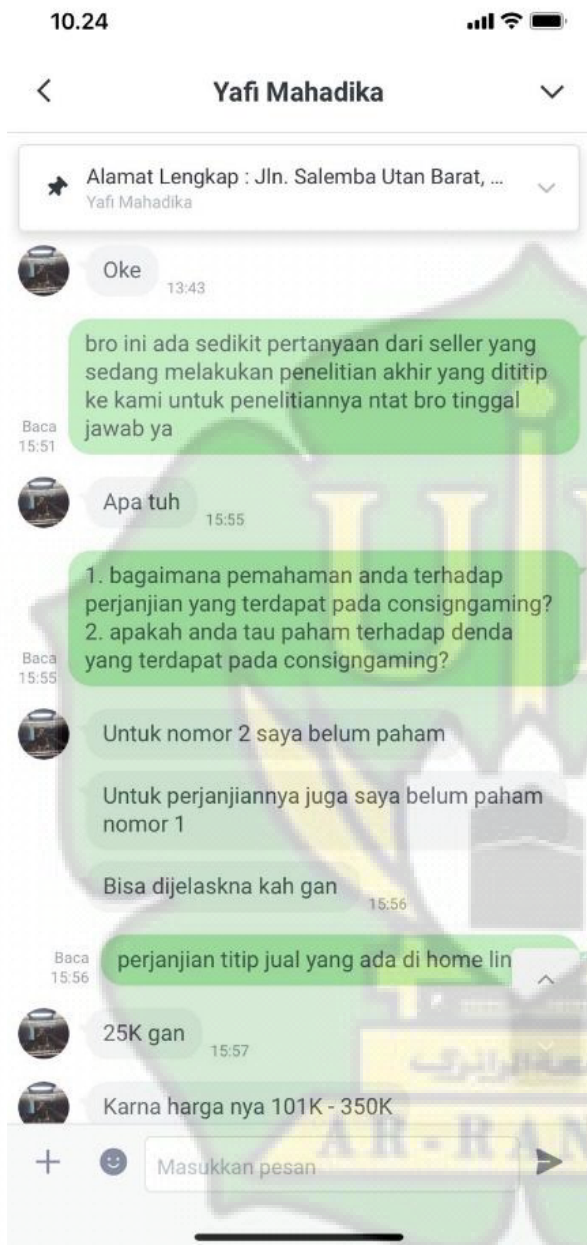 10.24
Yafi Mahadika
Alamat Lengkap : Jln. Salemba Utan Barat, ...
Yafi Mahadika
Oke
13:43
bro ini ada sedikit pertanyaan dari seller yang
sedang melakukan penelitian akhir yang dititip
ke kami untuk penelitiannya ntat bro tinggal
jawab ya
Baca
15:51
Apa tuh
15:55
1. bagaimana pemahaman anda terhadap
perjanjian yang terdapat pada consigngaming?
2. apakah anda tau paham terhadap denda
yang terdapat pada consigngaming?
Baca
15:55
Untuk nomor 2 saya belum paham
Untuk perjanjiannya juga saya belum paham
nomor 1
Bisa dijelaskna kah gan
15:56
perjanjian titip jual yang ada di home lin
Baca
15:56
25K gan
15:57
Karna harga nya 101K - 350K
Masukkan pesan
AR-RAN